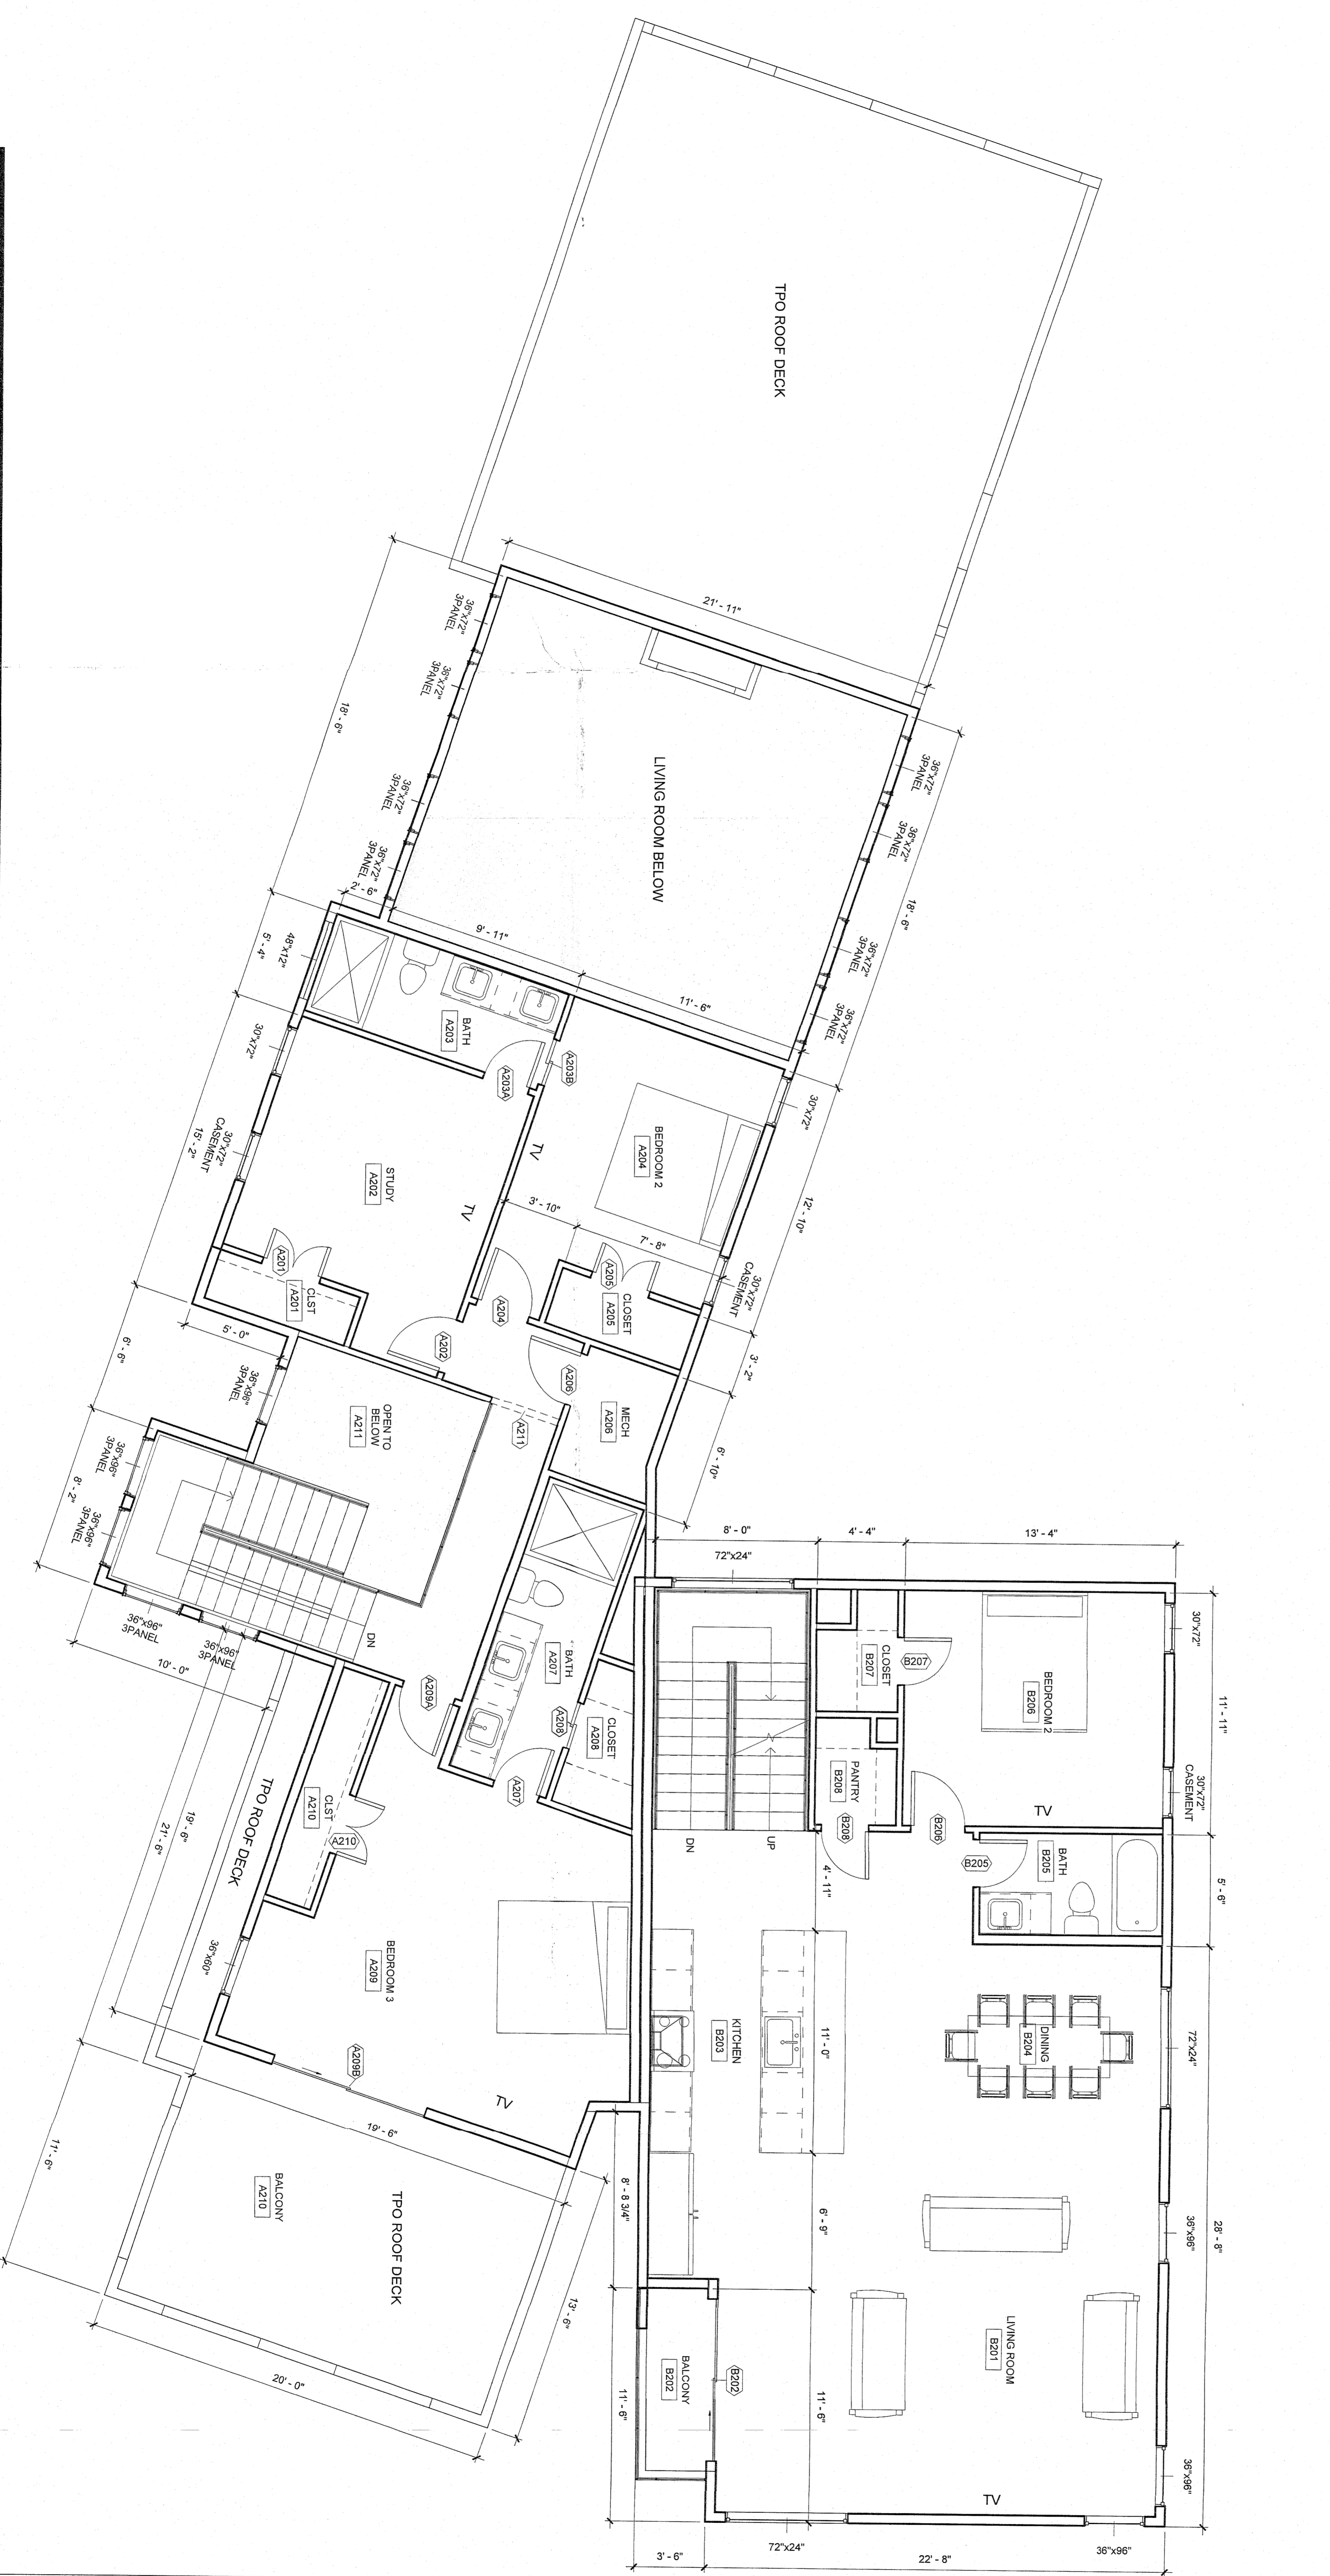 TPO ROOF DECK
21' - 11"
36"x72"
3PANEL
36"x72"
3PANEL
36"x72"
3PANEL
36"x72"
3PANEL
18' - 6"
LIVING ROOM BELOW
36"x72"
3PANEL
36"x72"
3PANEL
36"x72"
3PANEL
36"x72"
3PANEL
18' - 6"
2' - 6"
9' - 11"
11' - 6"
5' - 4"
48"x12"
30"x72"
30"x72"
CASEMENT
15' - 2"
BATH
A203
A203A
A203B
STUDY
A202
TV
TV
BEDROOM 2
A204
30"x72"
12' - 10"
3' - 10"
7' - 8"
30"x72"
CASEMENT
A201
CLST
A201
A204
A205
CLOSET
A205
A202
A206
MECH
A206
3' - 2"
6' - 10"
5' - 0"
6' - 6"
36"x96"
3PANEL
OPEN TO
BELOW
A211
A211
36"x96"
3PANEL
36"x96"
3PANEL
8' - 2"
36"x96"
3PANEL
36"x96"
3PANEL
10' - 0"
DN
BATH
A207
A208
CLOSET
A208
A207
A209A
CLST
A210
A210
TPO ROOF DECK
19' - 6"
21' - 6"
36"x60"
BEDROOM 3
A209
A209B
TV
19' - 6"
11' - 6"
BALCONY
A210
TPO ROOF DECK
13' - 6"
20' - 0"
8' - 0"
4' - 4"
13' - 4"
72"x24"
30"x72"
11' - 11"
CLOSET
B207
B207
BEDROOM 2
B206
30"x72"
CASEMENT
TV
PANTRY
B208
B208
B206
DN
UP
4' - 11"
B205
BATH
B205
5' - 6"
KITCHEN
B203
11' - 0"
DINING
B204
72"x24"
8' - 8 3/4"
6' - 9"
36"x96"
28' - 8"
LIVING ROOM
B201
BALCONY
B202
B202
11' - 6"
11' - 6"
TV
36"x96"
72"x24"
36"x96"
3' - 6"
22' - 8"